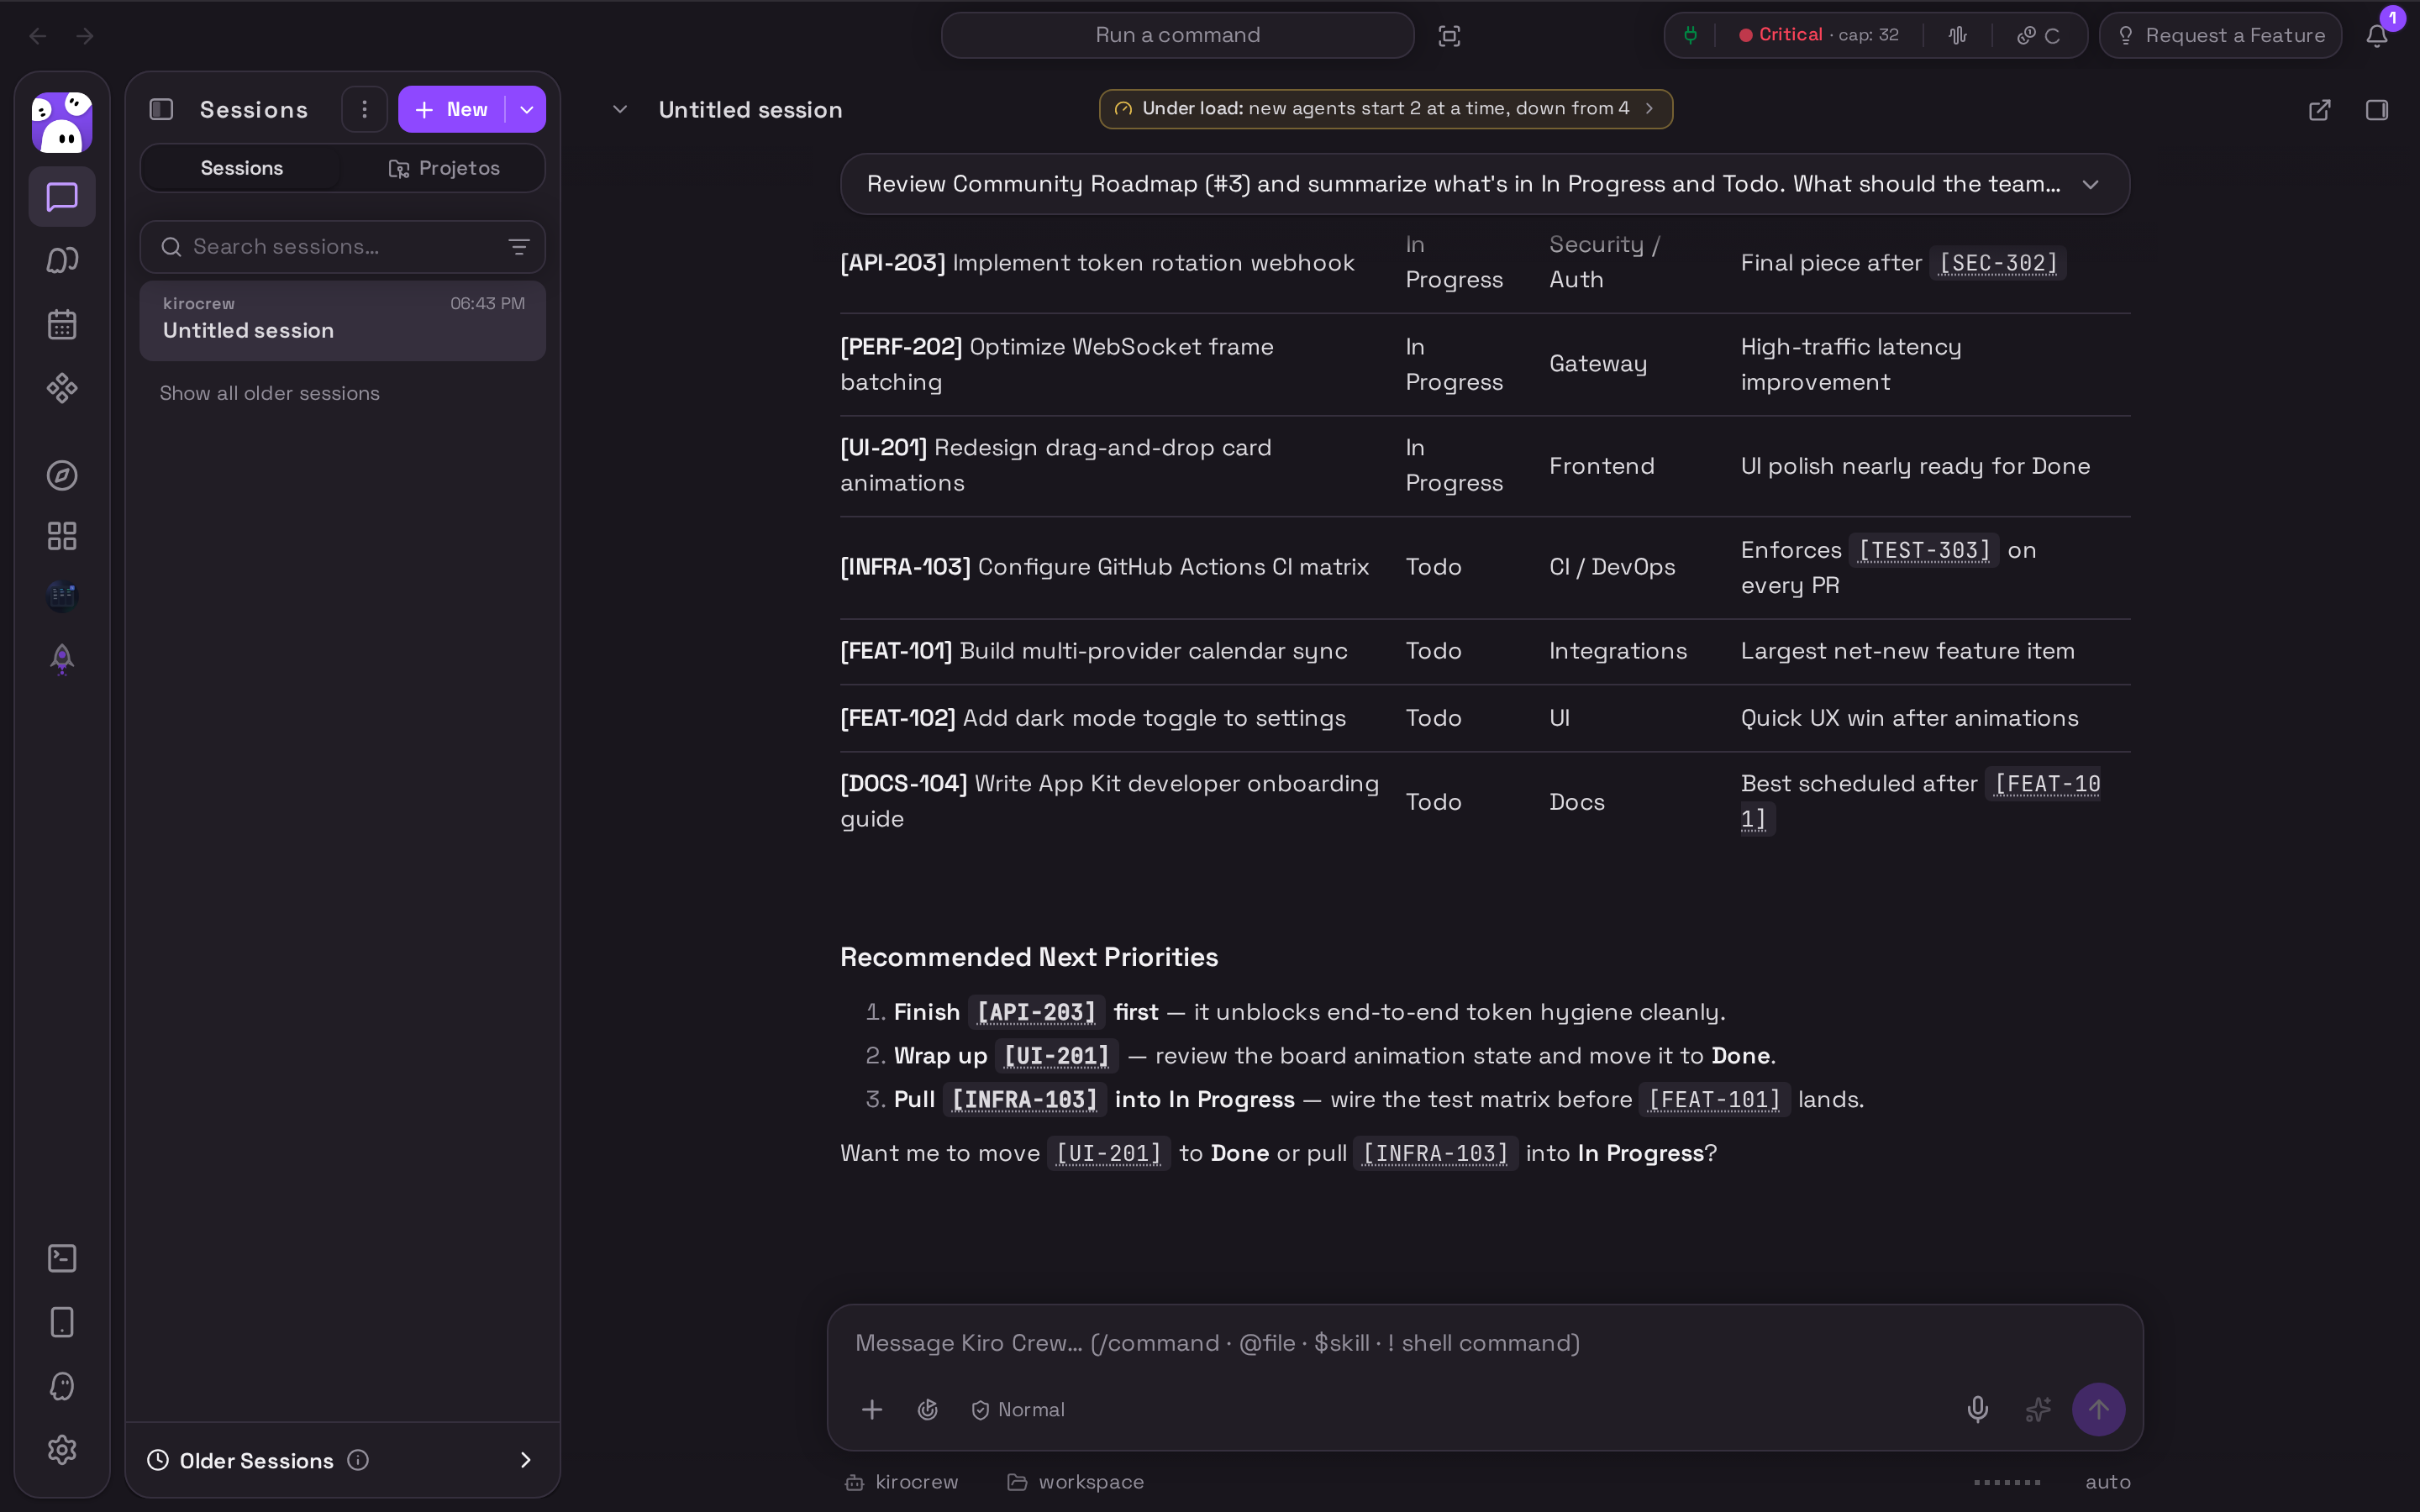 Run a command
Critical · cap: 32
Request a Feature
1
Sessions
New
Untitled session
Under load: new agents start 2 at a time, down from 4
Sessions
Projetos
Review Community Roadmap (#3) and summarize what's in In Progress and Todo. What should the team...
Search sessions...
kirocrew
06:43 PM
Untitled session
Show all older sessions
[API-203] Implement token rotation webhook
In
Progress
Security /
Auth
Final piece after [SEC-302]
[PERF-202] Optimize WebSocket frame
batching
In
Progress
Gateway
High-traffic latency
improvement
[UI-201] Redesign drag-and-drop card
animations
In
Progress
Frontend
UI polish nearly ready for Done
[INFRA-103] Configure GitHub Actions CI matrix
Todo
CI / DevOps
Enforces [TEST-303] on
every PR
[FEAT-101] Build multi-provider calendar sync
Todo
Integrations
Largest net-new feature item
[FEAT-102] Add dark mode toggle to settings
Todo
UI
Quick UX win after animations
[DOCS-104] Write App Kit developer onboarding
guide
Todo
Docs
Best scheduled after [FEAT-10
1]
Recommended Next Priorities
1. Finish [API-203] first — it unblocks end-to-end token hygiene cleanly.
2. Wrap up [UI-201] — review the board animation state and move it to Done.
3. Pull [INFRA-103] into In Progress — wire the test matrix before [FEAT-101] lands.
Want me to move [UI-201] to Done or pull [INFRA-103] into In Progress?
Message Kiro Crew... (/command · @file · $skill · ! shell command)
Normal
Older Sessions
kirocrew
workspace
auto